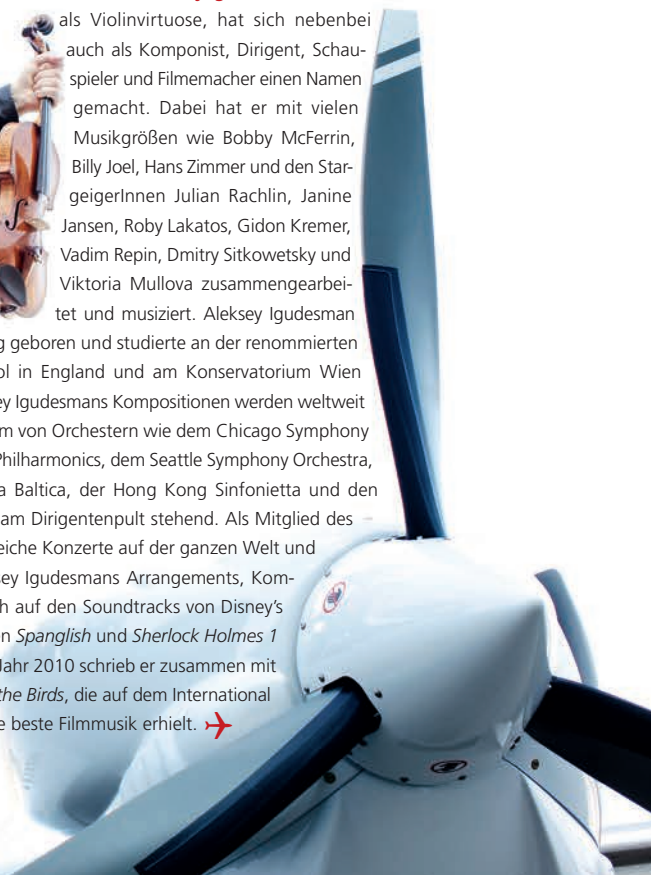 als Violinvirtuose, hat sich nebenbei
auch als Komponist, Dirigent, Schau-
spieler und Filmemacher einen Namen
gemacht. Dabei hat er mit vielen
Musikgrößen wie Bobby McFerrin,
Billy Joel, Hans Zimmer und den Star-
geigerInnen Julian Rachlin, Janine
Jansen, Roby Lakatos, Gidon Kremer,
Vadim Repin, Dmitry Sitkowetsky und
Viktoria Mullova zusammengearbei-
tet und musiziert. Aleksey Igudesman
geboren und studierte an der renommierten
in England und am Konservatorium Wien
Igudesmans Kompositionen werden weltweit
von Orchestern wie dem Chicago Symphony
Philharmonics, dem Seattle Symphony Orchestra,
Baltica, der Hong Kong Sinfonietta und den
am Dirigentenpult stehend. Als Mitglied des
Konzerte auf der ganzen Welt und
Igudesmans Arrangements, Kom-
auf den Soundtracks von Disney's
Spanglish und Sherlock Holmes 1
Jahr 2010 schrieb er zusammen mit
the Birds, die auf dem International
beste Filmmusik erhielt.